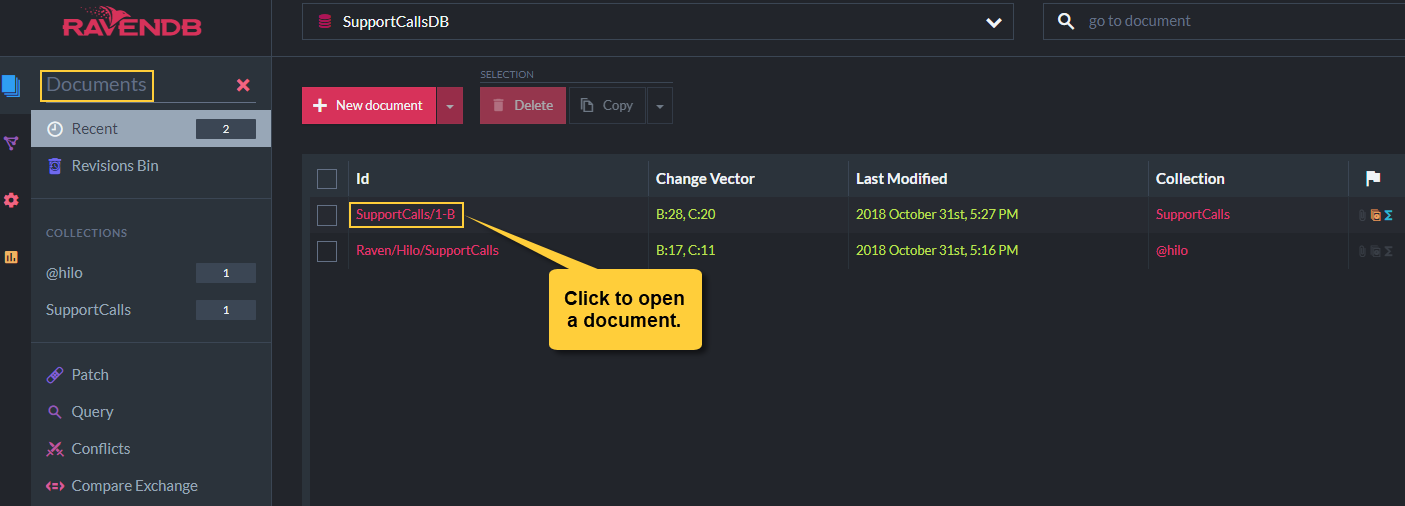 RAVENDB
SupportCallsDB
go to document
Documents
Recent 2
Revisions Bin
COLLECTIONS
@hilo 1
SupportCalls 1
Patch
Query
Conflicts
Compare Exchange
SELECTION
New document Delete Copy
Id Change Vector Last Modified Collection
SupportCalls/1-B B:28, C:20 2018 October 31st, 5:27 PM SupportCalls
Raven/Hilo/SupportCalls B:17, C:11 2018 October 31st, 5:16 PM @hilo
Click to open
a document.